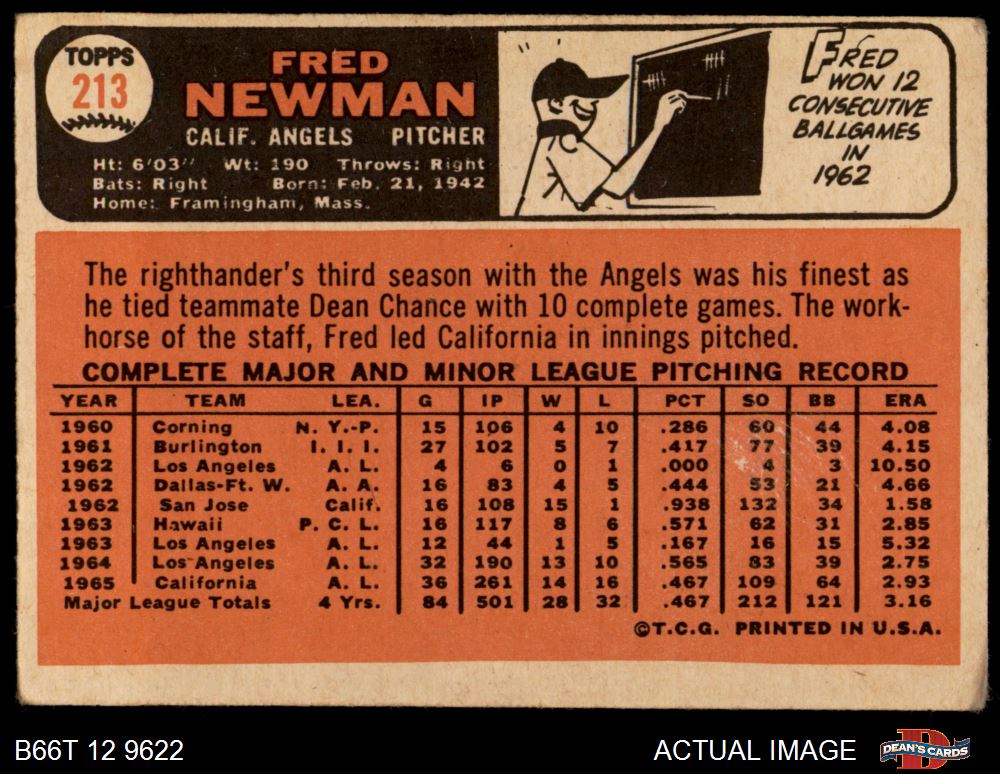 TOPPS
213
FRED
NEWMAN
CALIF. ANGELS PITCHER
Ht: 6'03" Wt: 190 Throws: Right
Bats: Right Born: Feb. 21, 1942
Home: Framingham, Mass.
FRED
WON 12
CONSECUTIVE
BALLGAMES
IN
1962
The righthander's third season with the Angels was his finest as
he tied teammate Dean Chance with 10 complete games. The work-
horse of the staff, Fred led California in innings pitched.
COMPLETE MAJOR AND MINOR LEAGUE PITCHING RECORD
YEAR TEAM LEA. G IP W L PCT SO BB ERA
1960 Corning N. Y.-P. 15 106 4 10 .286 60 44 4.08
1961 Burlington I. I. I. 27 102 5 7 .417 77 39 4.15
1962 Los Angeles A. L. 4 6 0 1 .000 4 3 10.50
1962 Dallas-Ft. W. A. A. 16 83 4 5 .444 53 21 4.66
1962 San Jose Calif. 16 108 15 1 .938 132 34 1.58
1963 Hawaii P. C. L. 16 117 8 6 .571 62 31 2.85
1963 Los Angeles A. L. 12 44 1 5 .167 16 15 5.32
1964 Los Angeles A. L. 32 190 13 10 .565 83 39 2.75
1965 California A. L. 36 261 14 16 .467 109 64 2.93
Major League Totals 4 Yrs. 84 501 28 32 .467 212 121 3.16
©T.C.G. PRINTED IN U.S.A.
B66T 12 9622
ACTUAL IMAGE
DEAN'S CARDS